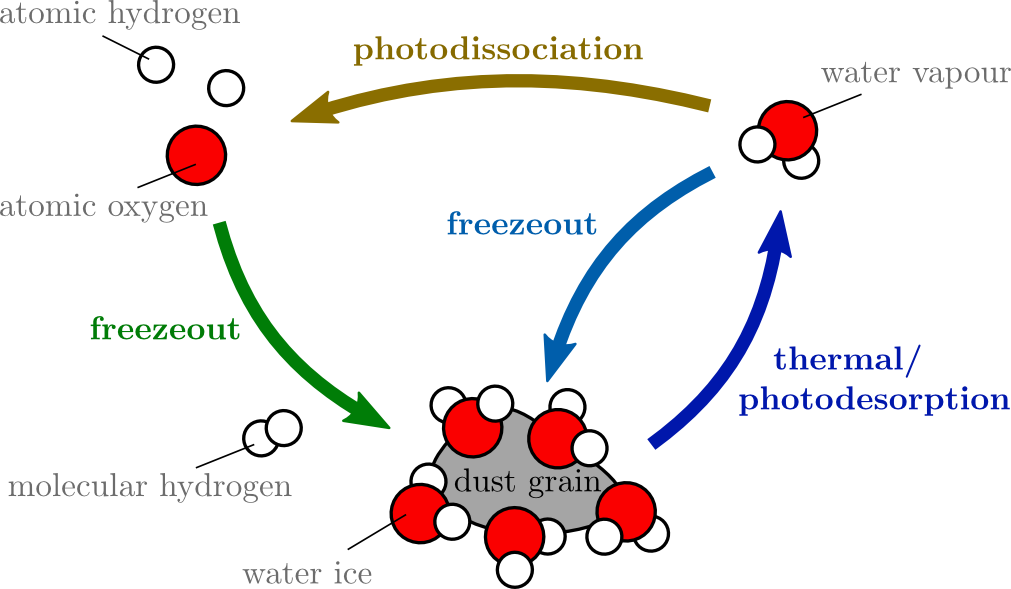 atomic hydrogen
photodissociation
water vapour
atomic oxygen
freezeout
freezeout
thermal/
photodesorption
molecular hydrogen
dust grain
water ice